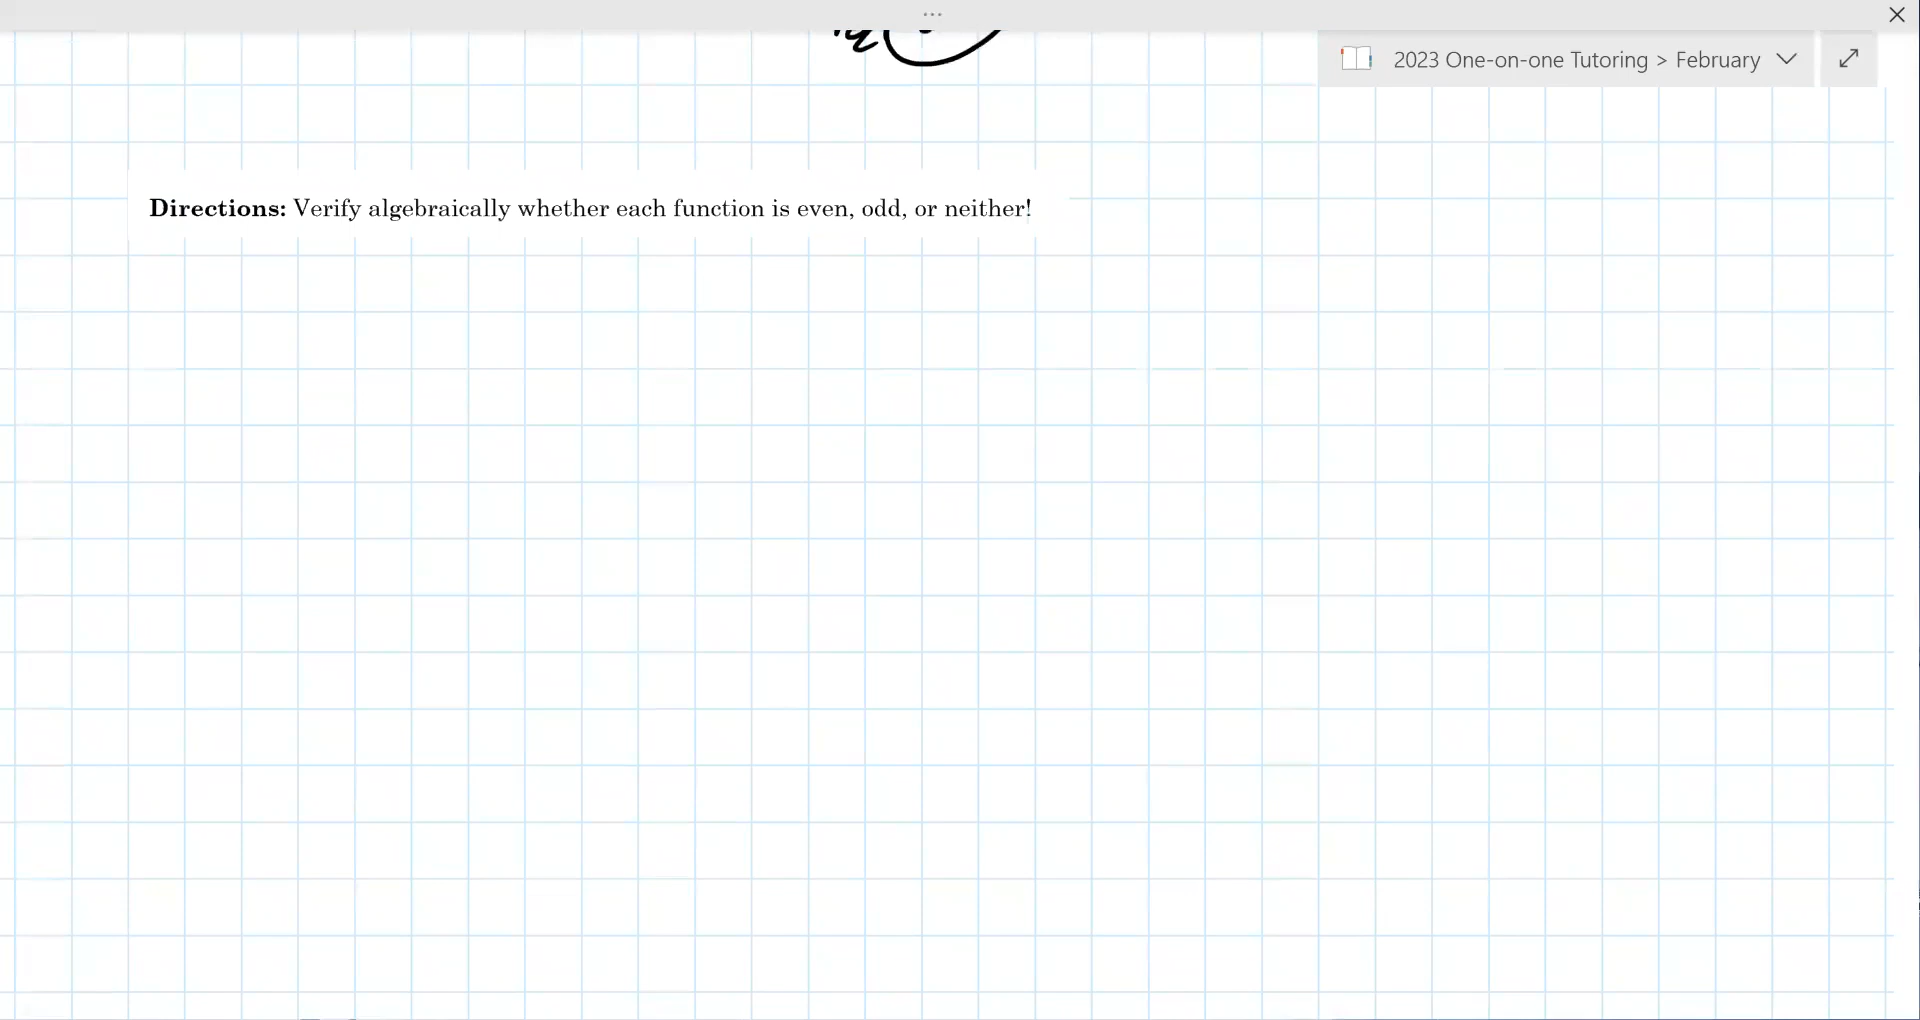 2023 One-on-one Tutoring > February
Directions: Verify algebraically whether each function is even, odd, or neither!